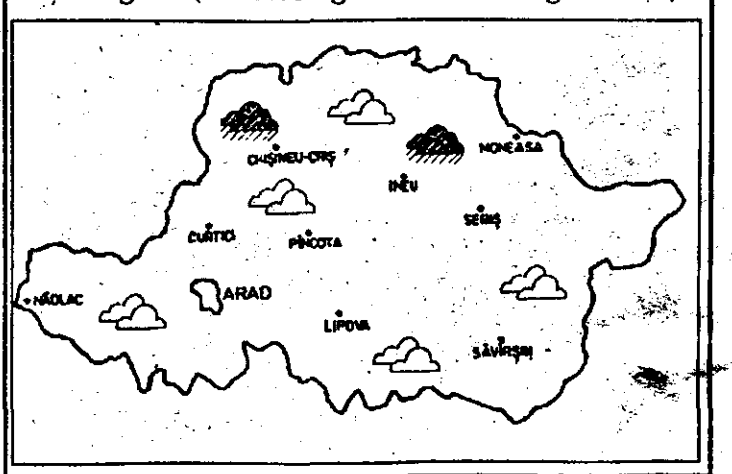 CHIȘINEU-CRIȘ
MONEASA
INEU
SEBIȘ
CURTICI
PÎNCOTA
NĂDLAC
ARAD
LIPOVA
SĂVÎRȘIN